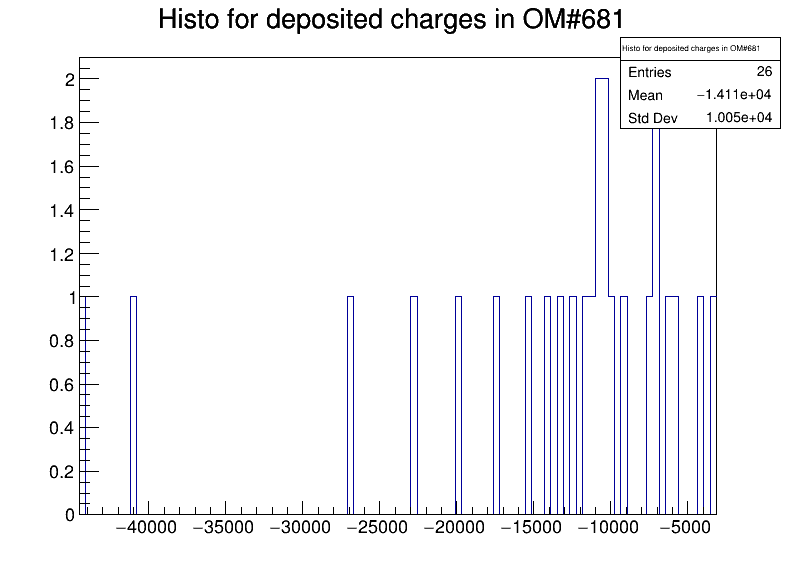 Histo for deposited charges in OM#681
Histo for deposited charges in OM#681
Entries 26
Mean −1.411e+04
Std Dev 1.005e+04
2
1.8
1.6
1.4
1.2
1
0.8
0.6
0.4
0.2
0
−40000 −35000 −30000 −25000 −20000 −15000 −10000 −5000